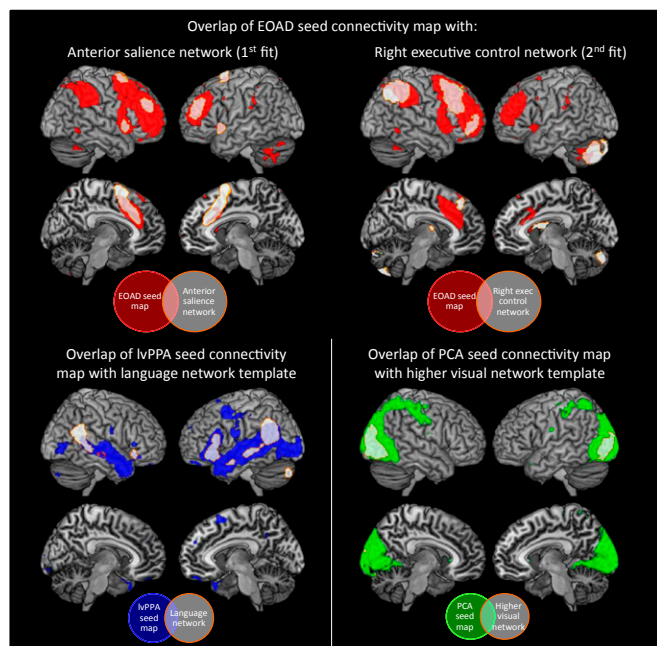 Overlap of EOAD seed connectivity map with:
Anterior salience network (1st fit)
Right executive control network (2nd fit)
EOAD seed
map
Anterior
salience
network
EOAD seed
map
Right exec
control
network
Overlap of lvPPA seed connectivity
map with language network template
Overlap of PCA seed connectivity map
with higher visual network template
lvPPA
seed
map
Language
network
PCA
seed
map
Higher
visual
network